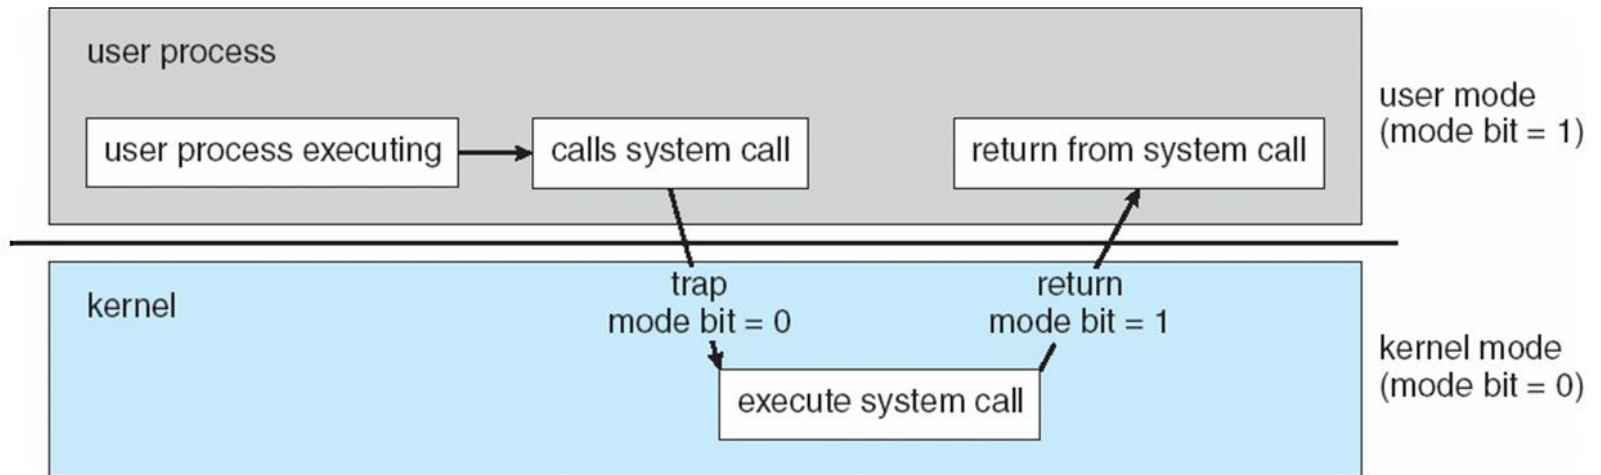 user process
user process executing
calls system call
return from system call
user mode
(mode bit = 1)
kernel
trap
mode bit = 0
return
mode bit = 1
execute system call
kernel mode
(mode bit = 0)